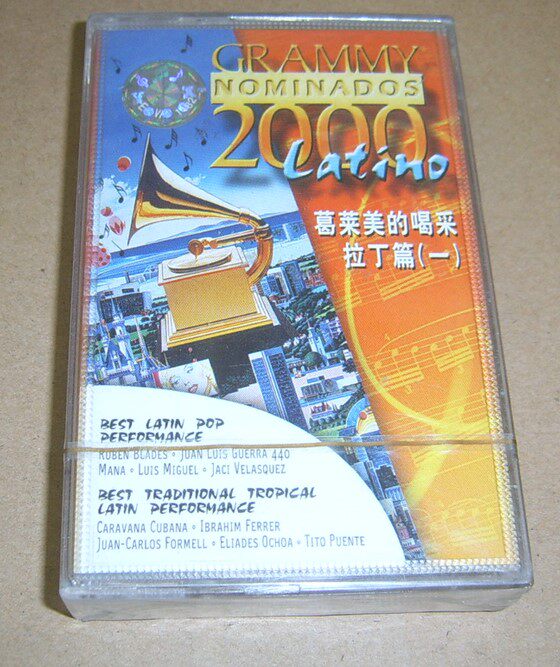 GRAMMY
NOMINADOS
2000
Latino
葛莱美的喝采
拉丁篇(一)
BEST LATIN POP
PERFORMANCE
RUBEN BLADES • JUAN LUIS GUERRA 440
MANA • LUIS MIGUEL • JACI VELASQUEZ
BEST TRADITIONAL TROPICAL
LATIN PERFORMANCE
CARAVANA CUBANA • IBRAHIM FERRER
JUAN-CARLOS FORMELL • ELIADES OCHOA • TITO PUENTE